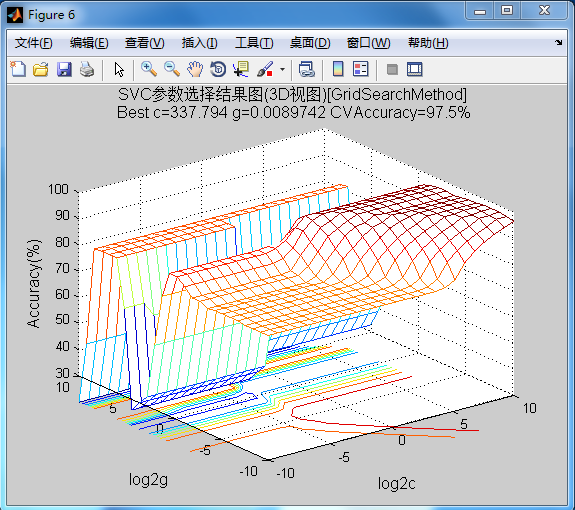 Figure 6
文件(F) 编辑(E) 查看(V) 插入(I) 工具(T) 桌面(D) 窗口(W) 帮助(H)
SVC参数选择结果图(3D视图)[GridSearchMethod]
Best c=337.794 g=0.0089742 CVAccuracy=97.5%
100
90
80
70
60
50
40
30
Accuracy(%)
10
5
0
-5
-10
log2g
-10
-5
0
5
10
log2c